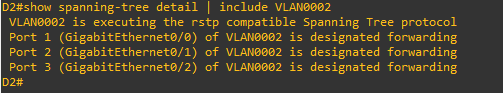 D2#show spanning-tree detail | include VLAN0002
VLAN0002 is executing the rstp compatible Spanning Tree protocol
Port 1 (GigabitEthernet0/0) of VLAN0002 is designated forwarding
Port 2 (GigabitEthernet0/1) of VLAN0002 is designated forwarding
Port 3 (GigabitEthernet0/2) of VLAN0002 is designated forwarding
D2#